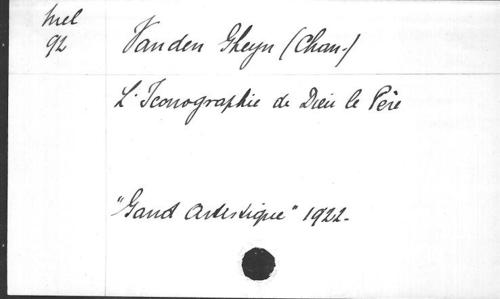 Mel
92
Vanden Gheyn (Chan.)
L'Iconographie de Dieu le Père
"Gand Artistique" 1922-